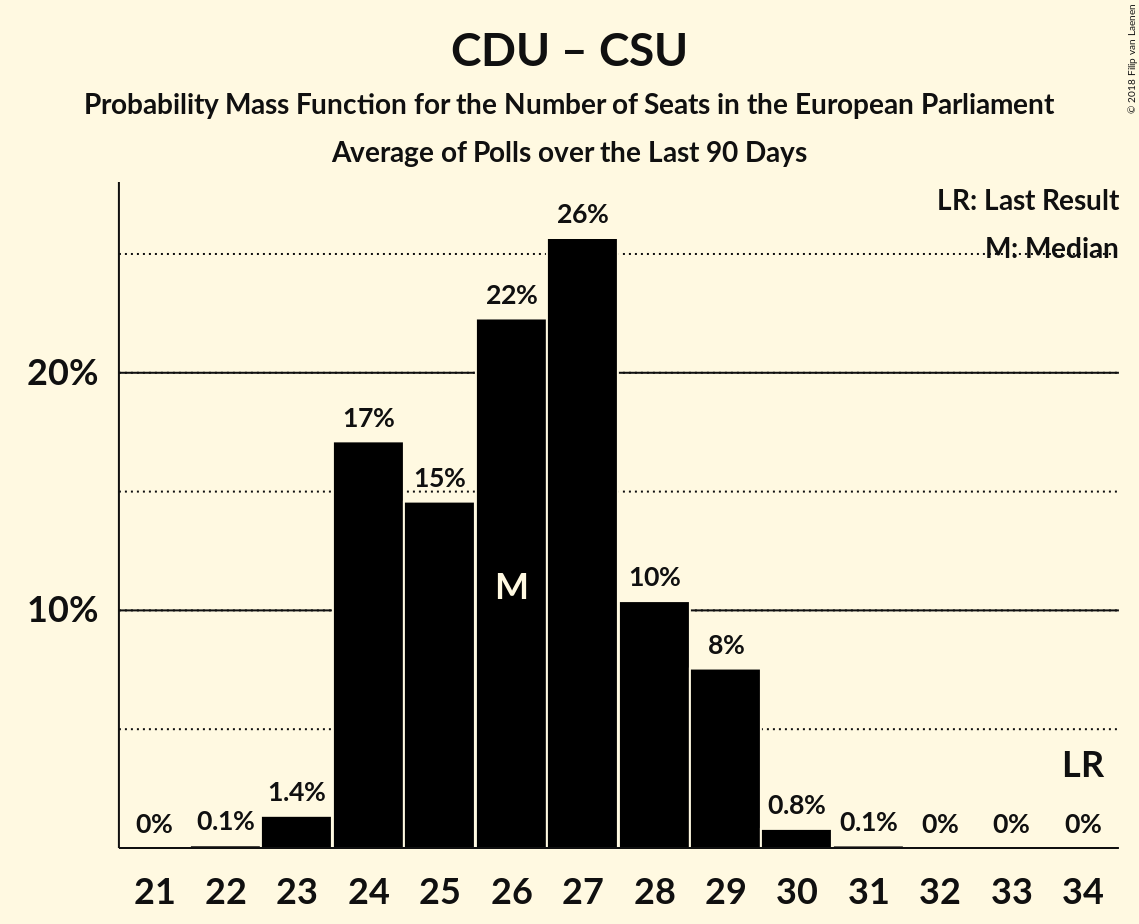 CDU – CSU
Probability Mass Function for the Number of Seats in the European Parliament
Average of Polls over the Last 90 Days
© 2018 Filip van Laenen
LR: Last Result
M: Median
26%
22%
20%
17%
15%
M
10%
10%
8%
LR
1.4%
0.8%
0%
0.1%
0.1%
0%
0%
0%
21 22 23 24 25 26 27 28 29 30 31 32 33 34